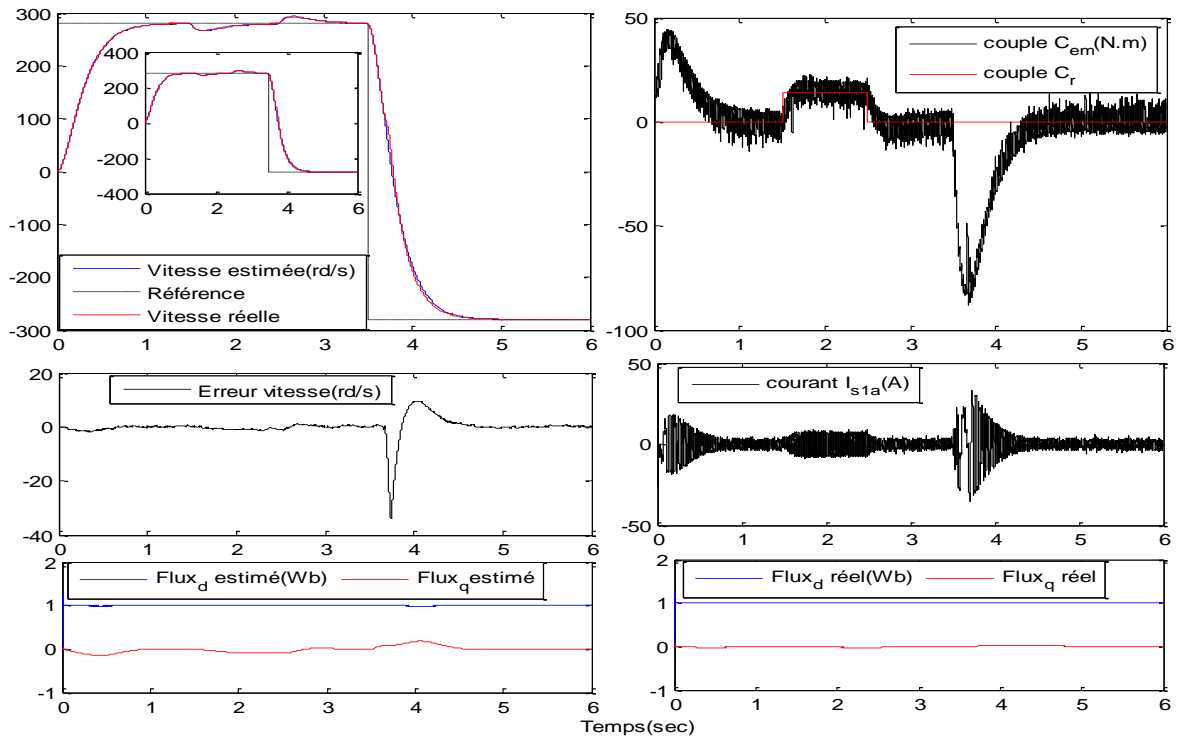 300
200
100
0
-100
-200
-300
0 1 2 3 4 5 6
400
200
0
-200
-400
0 2 4 6
Vitesse estimée(rd/s)
Référence
Vitesse réelle
50
0
-50
-100
0 1 2 3 4 5 6
couple Cem(N.m)
couple Cr
20
0
-20
-40
0 1 2 3 4 5 6
Erreur vitesse(rd/s)
50
0
-50
0 1 2 3 4 5 6
courant Is1a(A)
2
1
0
-1
0 1 2 3 4 5 6
Flux_d estimé(Wb) Flux_q estimé
2
1
0
-1
0 1 2 3 4 5 6
Flux_d réel(Wb) Flux_q réel
Temps(sec)